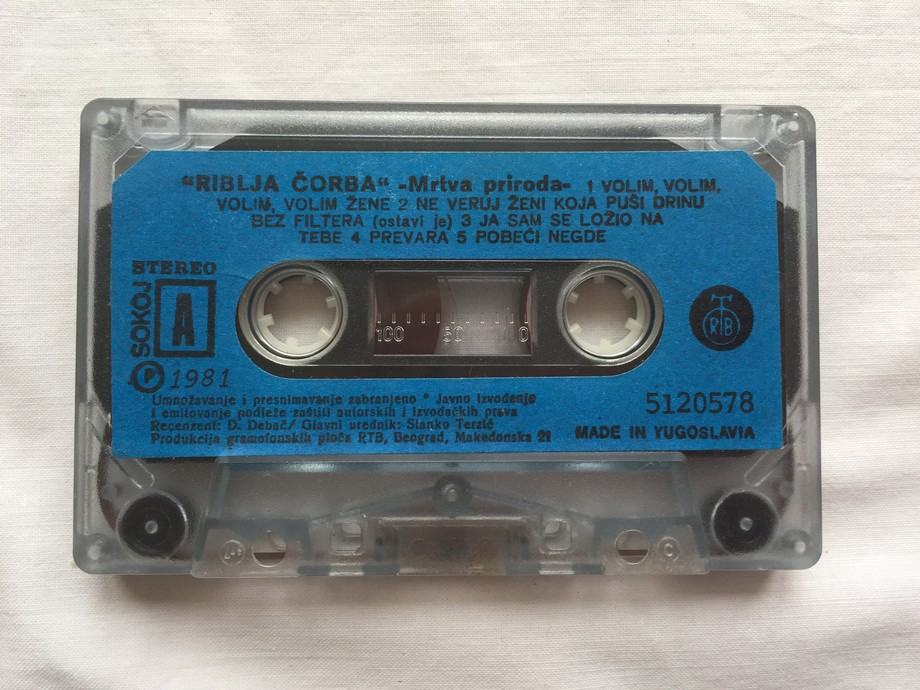 “RIBLJA ČORBA“ -Mrtva priroda- 1 VOLIM, VOLIM,
VOLIM, VOLIM ŽENE 2 NE VERUJ ŽENI KOJA PUŠI DRINU
BEZ FILTERA (ostavi je) 3 JA SAM SE LOŽIO NA
TEBE 4 PREVARA 5 POBEĆI NEGDE
STEREO
SOKOJ
A
100 50 0
RTB
P 1981
Umnožavanje i presnimavanje zabranjeno * Javno izvođenje
i emitovanje podleže zaštiti autorskih i izvođačkih prava
Recenzent: D. Debač/ Glavni urednik: Stanko Terzić
Produkcija gramofonskih ploča RTB, Beograd, Makedonska 21
5120578
MADE IN YUGOSLAVIA